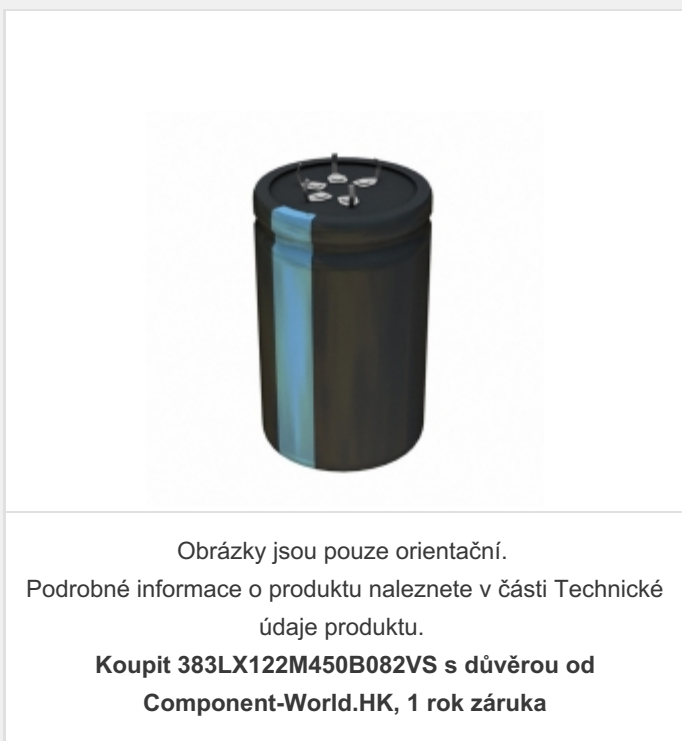 Obrázky jsou pouze orientační.
Podrobné informace o produktu naleznete v části Technické
údaje produktu.
Koupit 383LX122M450B082VS s důvěrou od
Component-World.HK, 1 rok záruka